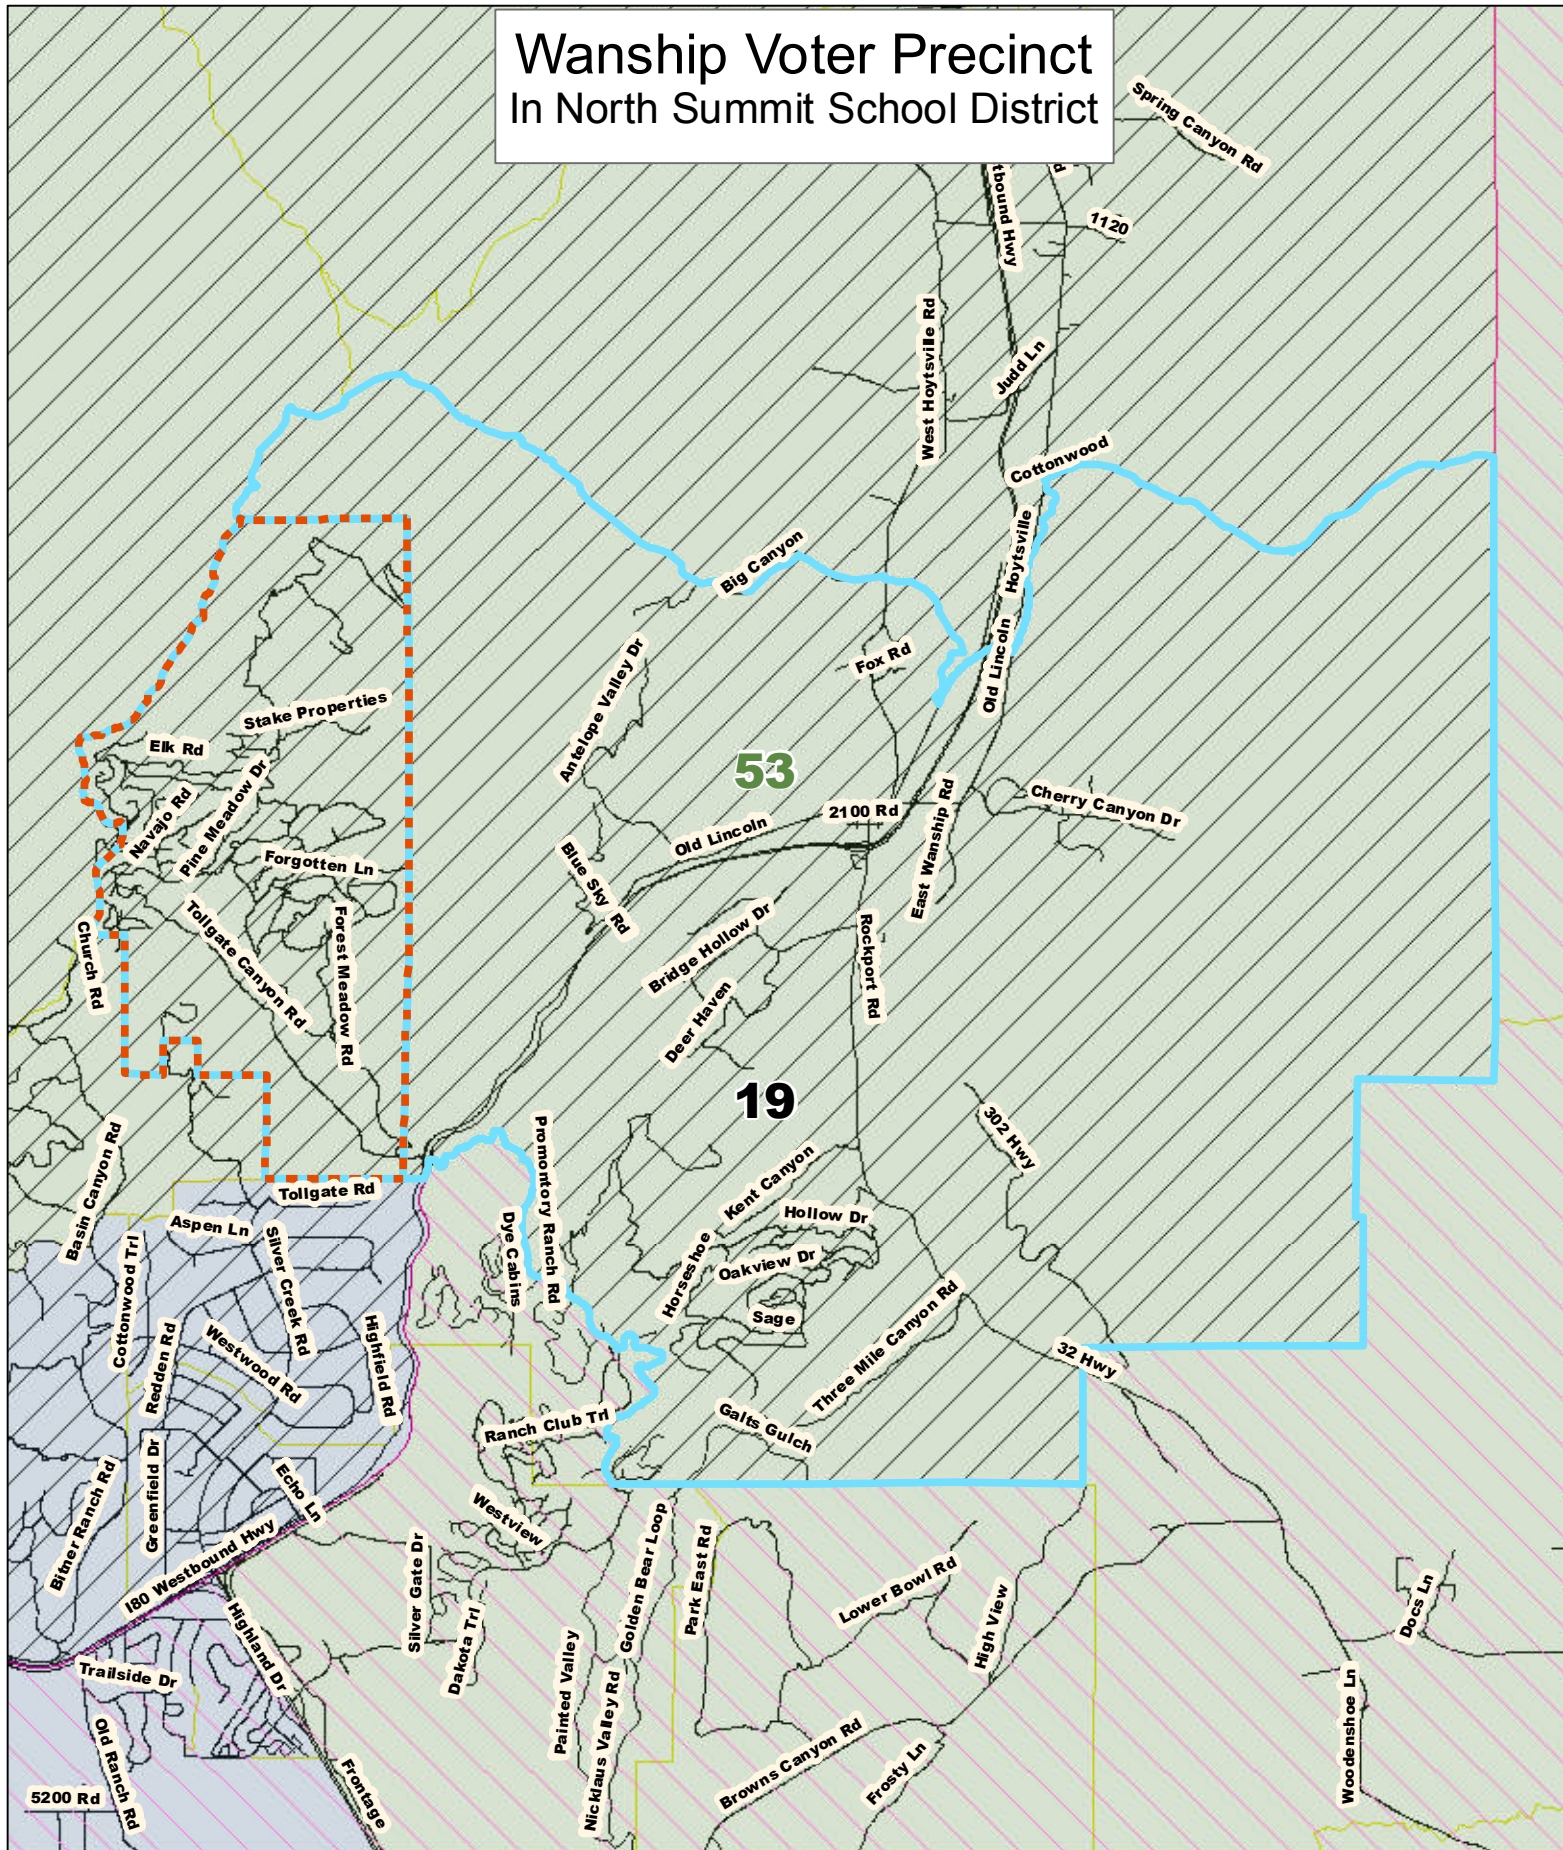 Wanship Voter Precinct
In North Summit School District
Spring Canyon Rd
tbound Hwy
1120
West Hoytsville Rd
Judd Ln
Cottonwood
Hoytsville
Big Canyon
Old Lincoln
Fox Rd
Antelope Valley Dr
Stake Properties
Elk Rd
Navajo Rd
Pine Meadow Dr
53
2100 Rd
Cherry Canyon Dr
Old Lincoln
East Wanship Rd
Blue Sky Rd
Forgotten Ln
Tollgate Canyon Rd
Forest Meadow Rd
Church Rd
Bridge Hollow Dr
Rockport Rd
Deer Haven
19
302 Hwy
Basin Canyon Rd
Promontory Ranch Rd
Kent Canyon
Tollgate Rd
Aspen Ln
Dye Cabins
Hollow Dr
Silver Creek Rd
Cottonwood Trl
Horseshoe
Oakview Dr
Sage
Three Mile Canyon Rd
Redden Rd
Westwood Rd
Highfield Rd
32 Hwy
Ranch Club Trl
Galts Gulch
Bitner Ranch Rd
Greenfield Dr
Echo Ln
Westview
I80 Westbound Hwy
Silver Gate Dr
Golden Bear Loop
Park East Rd
Lower Bowl Rd
High View
Docs Ln
Highland Dr
Dakota Trl
Painted Valley
Trailside Dr
Nicklaus Valley Rd
Woodenshoe Ln
Old Ranch Rd
Browns Canyon Rd
Frosty Ln
Frontage
5200 Rd